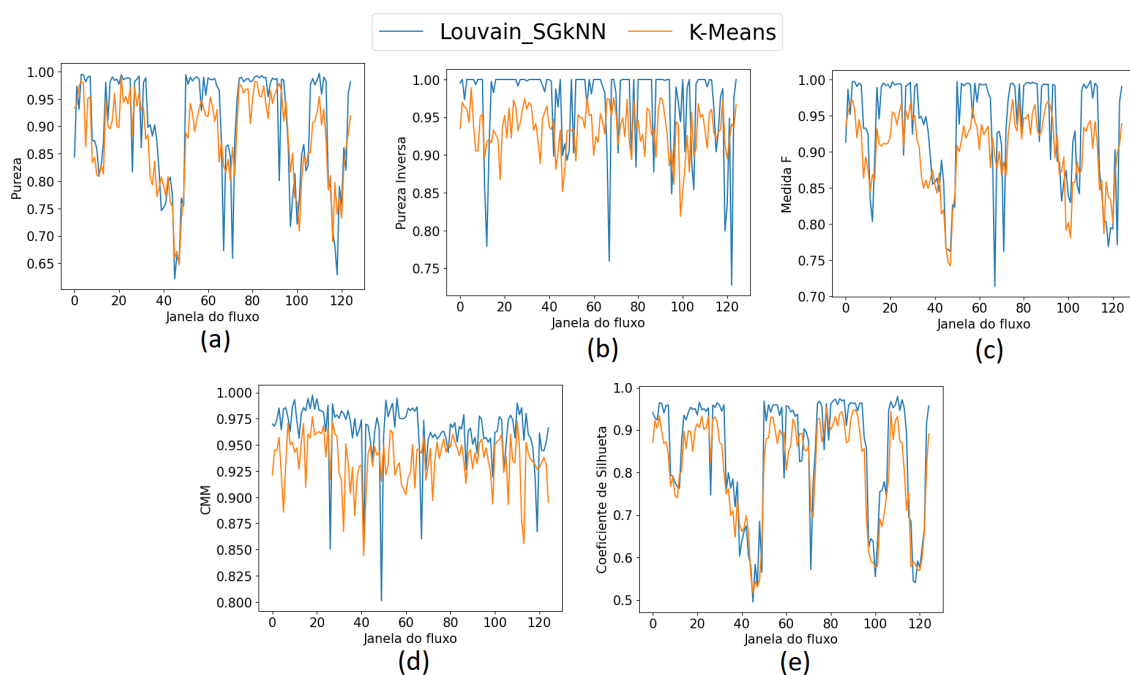 Louvain_SGkNN K-Means
1.00
0.95
0.90
0.85
0.80
0.75
0.70
0.65
Pureza
0 20 40 60 80 100 120
Janela do fluxo
(a)
1.00
0.95
0.90
0.85
0.80
0.75
Pureza Inversa
0 20 40 60 80 100 120
Janela do fluxo
(b)
1.00
0.95
0.90
0.85
0.80
0.75
0.70
Medida F
0 20 40 60 80 100 120
Janela do fluxo
(c)
1.000
0.975
0.950
0.925
0.900
0.875
0.850
0.825
0.800
CMM
0 20 40 60 80 100 120
Janela do fluxo
(d)
1.0
0.9
0.8
0.7
0.6
0.5
Coeficiente de Silhueta
0 20 40 60 80 100 120
Janela do fluxo
(e)